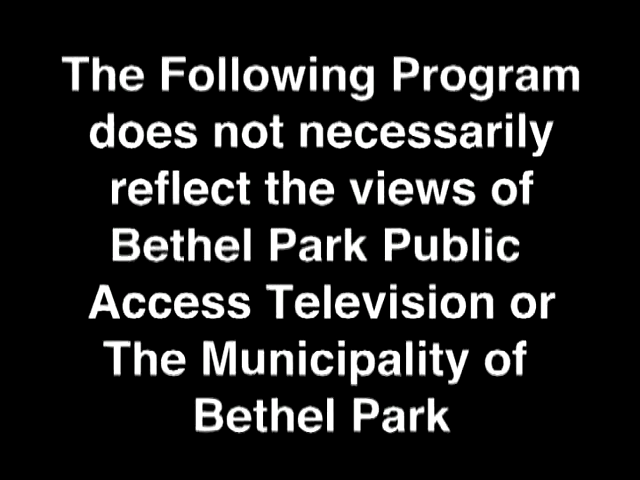 The Following Program
does not necessarily
reflect the views of
Bethel Park Public
Access Television or
The Municipality of
Bethel Park